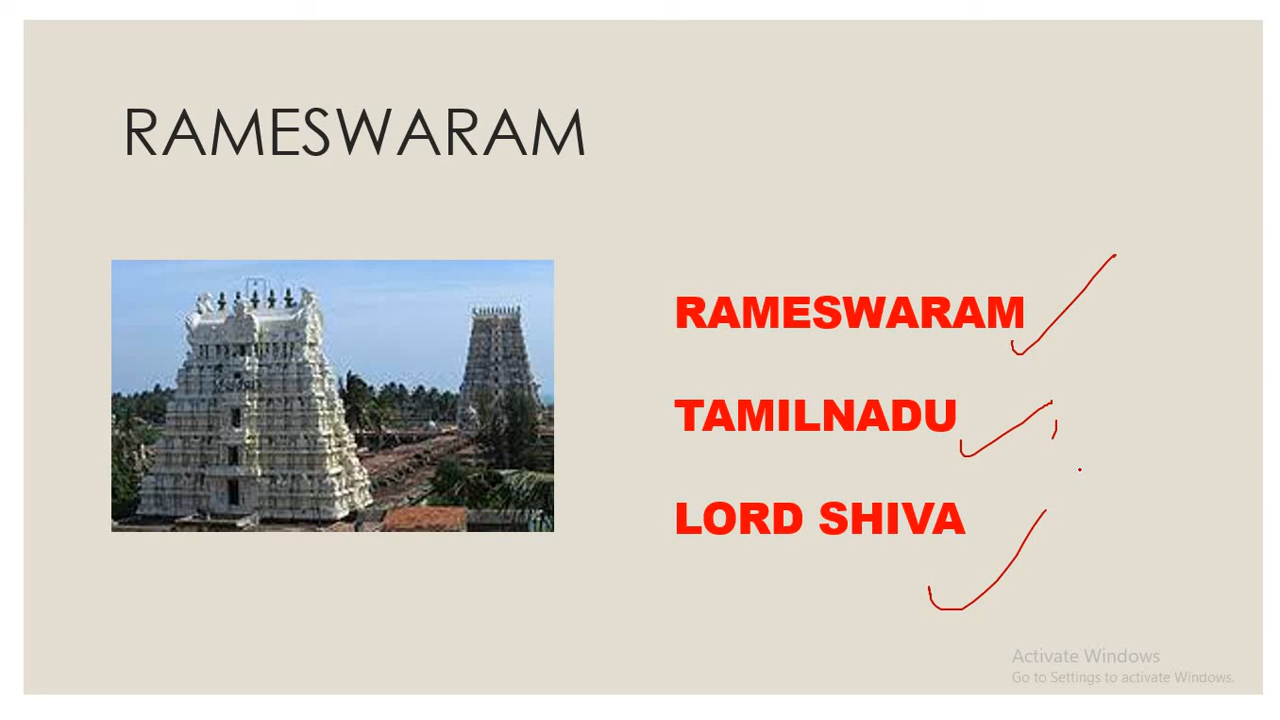 RAMESWARAM
RAMESWARAM
TAMILNADU
LORD SHIVA
Activate Windows
Go to Settings to activate Windows.